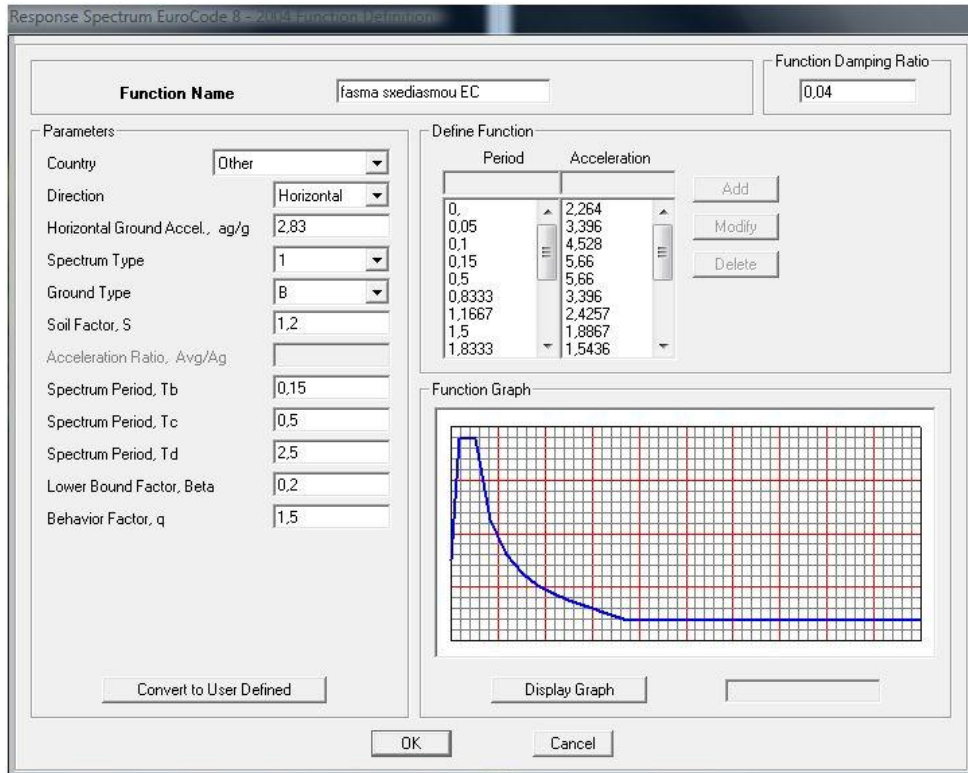 Response Spectrum EuroCode 8 - 2004 Function Definition
Function Name
fasma sxediasmou EC
Function Damping Ratio
0,04
Parameters
Country Other
Direction Horizontal
Horizontal Ground Accel., ag/g 2,83
Spectrum Type 1
Ground Type B
Soil Factor, S 1,2
Acceleration Ratio, Avg/Ag
Spectrum Period, Tb 0,15
Spectrum Period, Tc 0,5
Spectrum Period, Td 2,5
Lower Bound Factor, Beta 0,2
Behavior Factor, q 1,5
Convert to User Defined
Define Function
Period Acceleration
0, 2,264
0,05 3,396
0,1 4,528
0,15 5,66
0,5 5,66
0,8333 3,396
1,1667 2,4257
1,5 1,8867
1,8333 1,5436
Add
Modify
Delete
Function Graph
Display Graph
OK
Cancel